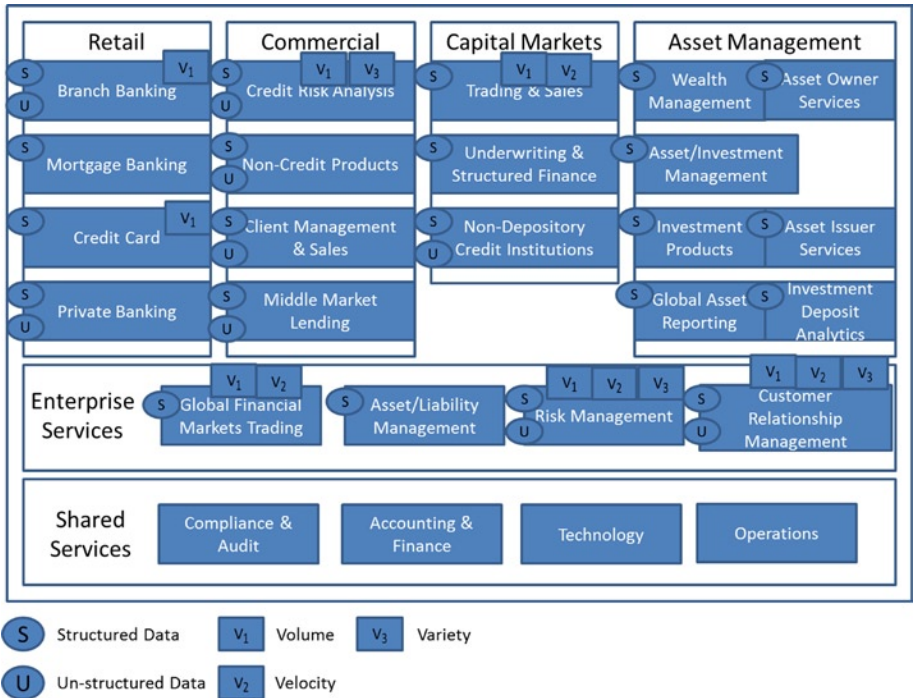 Retail
V1
S
Branch Banking
U
S
Mortgage Banking
V1
S
Credit Card
S
Private Banking
U
Commercial
V1 V3
S
Credit Risk Analysis
U
S
Non-Credit Products
U
S
Client Management
& Sales
U
S
Middle Market
Lending
U
Capital Markets
V1 V2
S
Trading & Sales
S
Underwriting &
Structured Finance
S
Non-Depository
Credit Institutions
U
Asset Management
S
Wealth
Management
S
Asset Owner
Services
S
Asset/Investment
Management
S
Investment
Products
S
Asset Issuer
Services
S
Global Asset
Reporting
S
Investment
Deposit
Analytics
Enterprise
Services
V1 V2
S
Global Financial
Markets Trading
S
Asset/Liability
Management
V1 V2 V3
S
Risk Management
U
V1 V2 V3
S
Customer
Relationship
Management
U
Shared
Services
Compliance &
Audit
Accounting &
Finance
Technology
Operations
S Structured Data V1 Volume V3 Variety
U Un-structured Data V2 Velocity